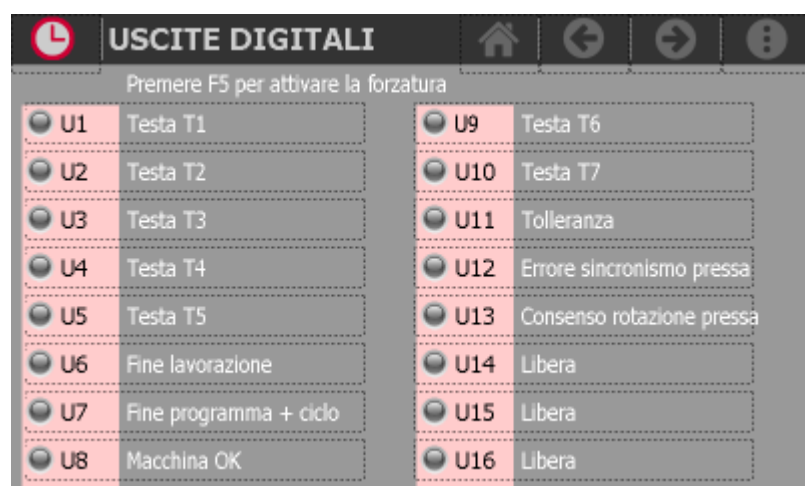 USCITE DIGITALI
Premere F5 per attivare la forzatura
U1 Testa T1
U2 Testa T2
U3 Testa T3
U4 Testa T4
U5 Testa T5
U6 Fine lavorazione
U7 Fine programma + ciclo
U8 Macchina OK
U9 Testa T6
U10 Testa T7
U11 Tolleranza
U12 Errore sincronismo pressa
U13 Consenso rotazione pressa
U14 Libera
U15 Libera
U16 Libera